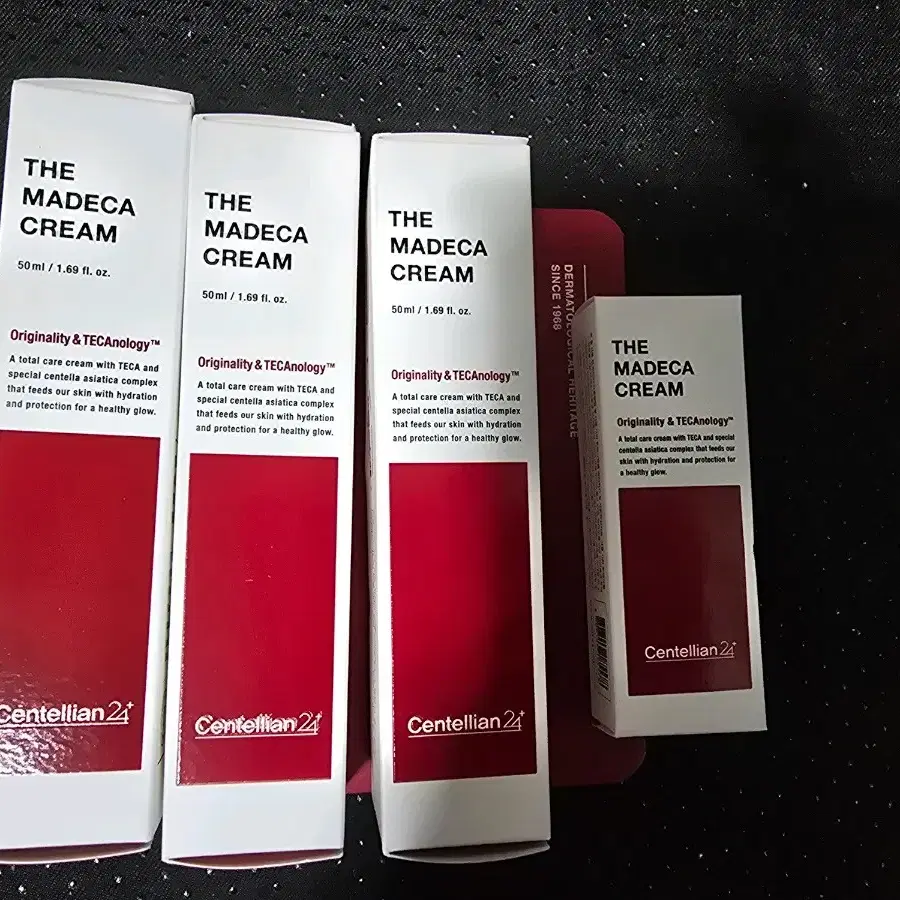 THE
MADECA
CREAM
50ml / 1.69 fl. oz.
Originality & TECAnology™
A total care cream with TECA and
special centella asiatica complex
that feeds our skin with hydration
and protection for a healthy glow.
Centellian24+
THE
MADECA
CREAM
50ml / 1.69 fl. oz.
Originality & TECAnology™
A total care cream with TECA and
special centella asiatica complex
that feeds our skin with hydration
and protection for a healthy glow.
Centellian24+
THE
MADECA
CREAM
50ml / 1.69 fl. oz.
Originality & TECAnology™
A total care cream with TECA and
special centella asiatica complex
that feeds our skin with hydration
and protection for a healthy glow.
Centellian24+
DERMATOLOGICAL HERITAGE
SINCE 1968
THE
MADECA
CREAM
Originality & TECAnology™
A total care cream with TECA and special
centella asiatica complex that feeds our
skin with hydration and protection for
a healthy glow.
Centellian24+